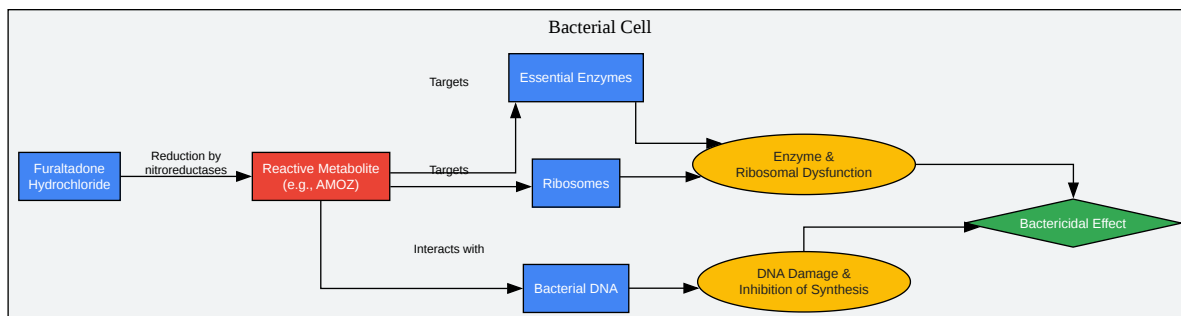 Bacterial Cell
Targets
Essential Enzymes
Furaltadone
Hydrochloride
Reduction by
nitroreductases
Reactive Metabolite
(e.g., AMOZ)
Targets
Ribosomes
Enzyme &
Ribosomal Dysfunction
Bactericidal Effect
Interacts with
Bacterial DNA
DNA Damage &
Inhibition of Synthesis